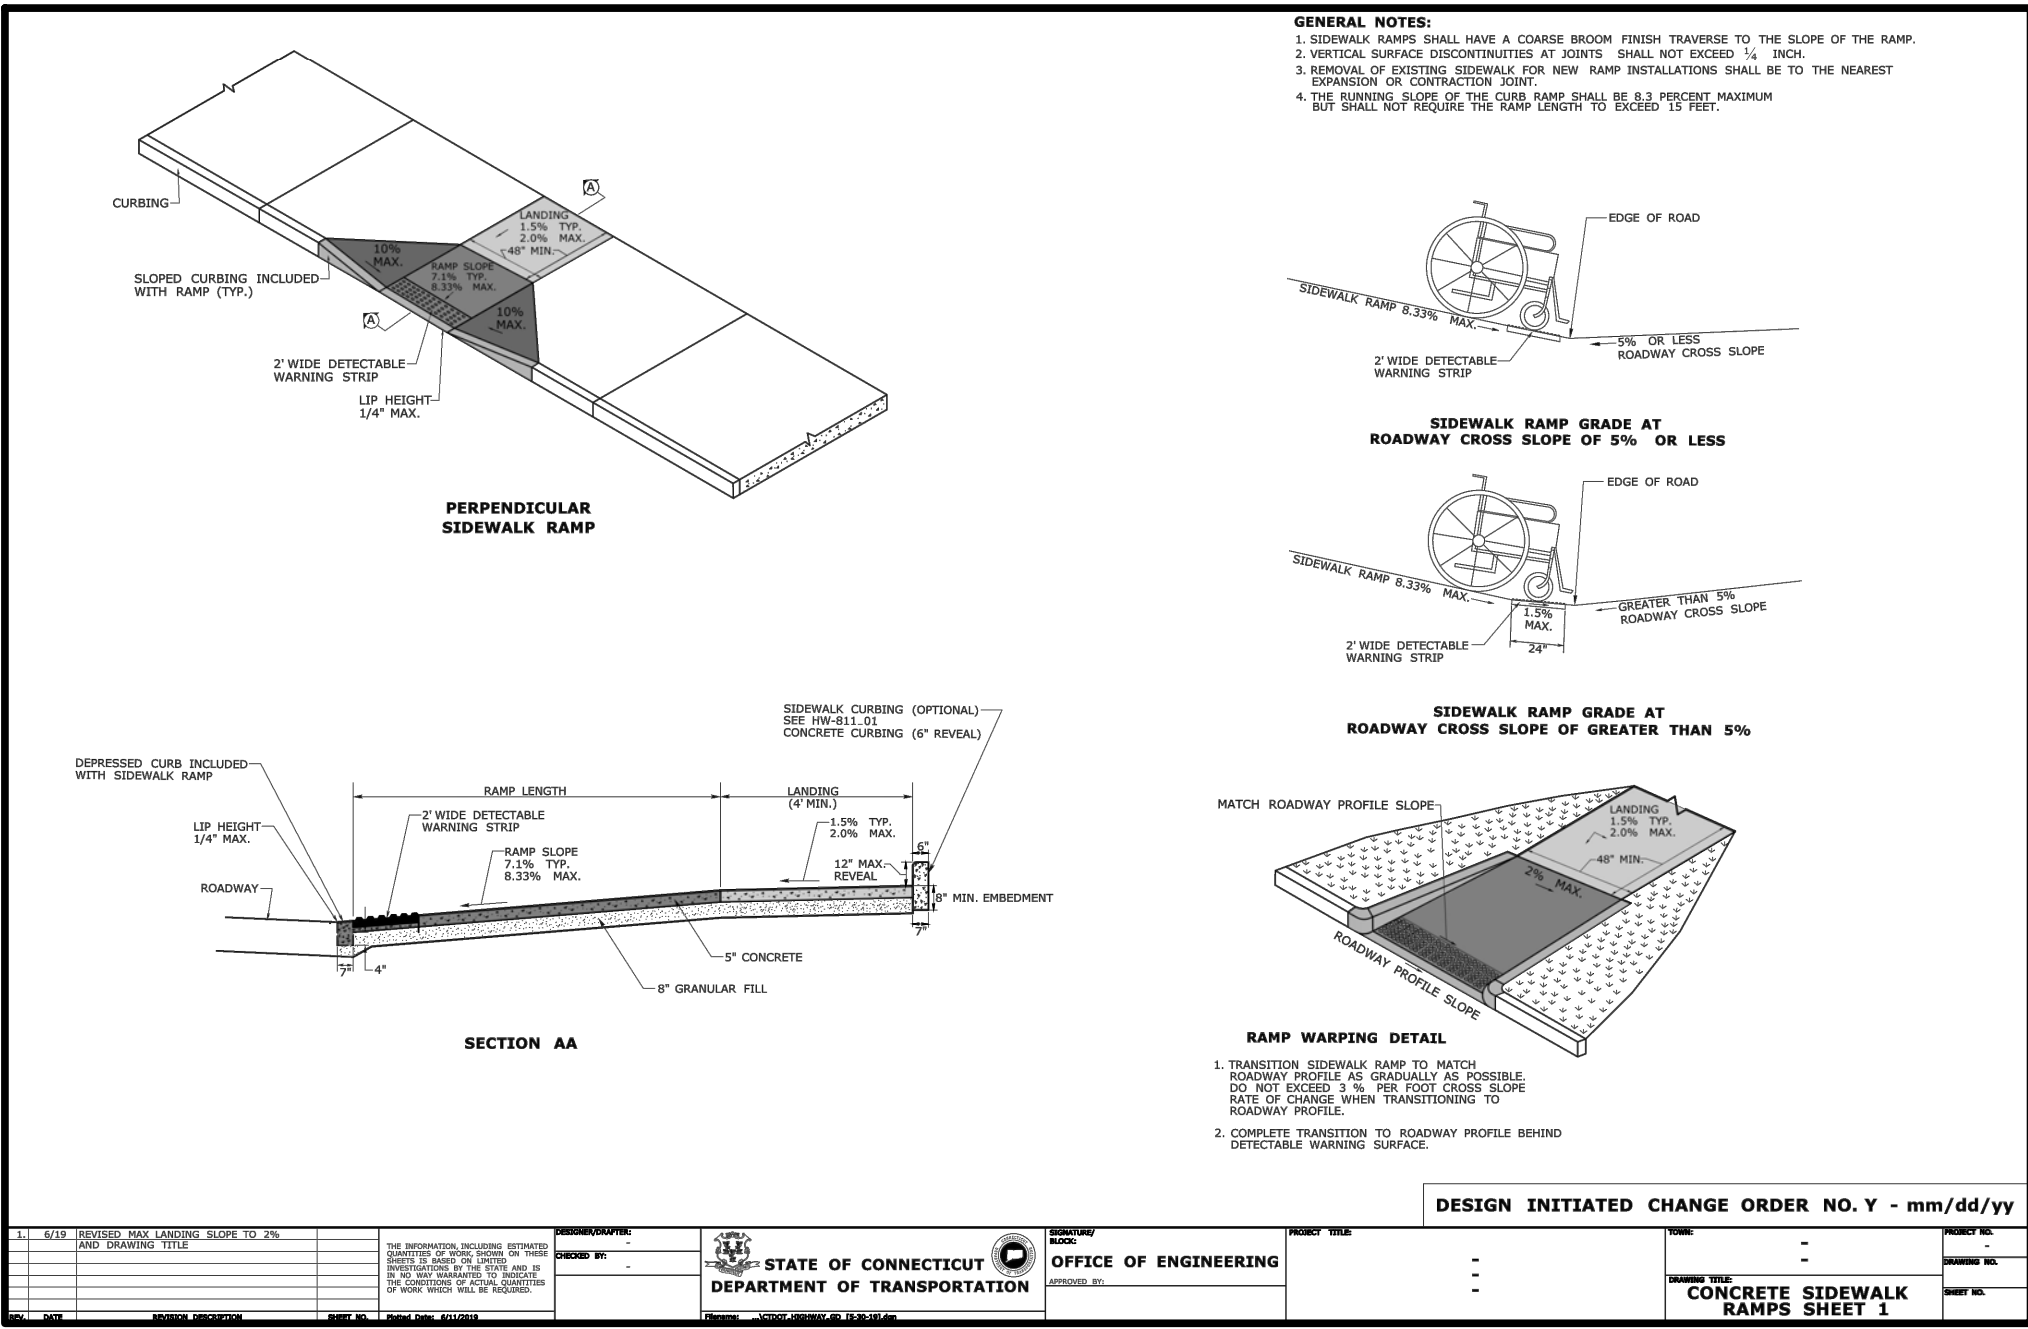 GENERAL NOTES:
1. SIDEWALK RAMPS SHALL HAVE A COARSE BROOM FINISH TRAVERSE TO THE SLOPE OF THE RAMP.
2. VERTICAL SURFACE DISCONTINUITIES AT JOINTS SHALL NOT EXCEED 1/4 INCH.
3. REMOVAL OF EXISTING SIDEWALK FOR NEW RAMP INSTALLATIONS SHALL BE TO THE NEAREST
EXPANSION OR CONTRACTION JOINT.
4. THE RUNNING SLOPE OF THE CURB RAMP SHALL BE 8.3 PERCENT MAXIMUM
BUT SHALL NOT REQUIRE THE RAMP LENGTH TO EXCEED 15 FEET.
CURBING
A
LANDING
1.5% TYP.
2.0% MAX.
48" MIN.
10%
MAX.
RAMP SLOPE
7.1% TYP.
8.33% MAX.
SLOPED CURBING INCLUDED
WITH RAMP (TYP.)
10%
MAX.
A
2' WIDE DETECTABLE
WARNING STRIP
LIP HEIGHT
1/4" MAX.
PERPENDICULAR
SIDEWALK RAMP
EDGE OF ROAD
SIDEWALK RAMP 8.33% MAX.
5% OR LESS
ROADWAY CROSS SLOPE
2' WIDE DETECTABLE
WARNING STRIP
SIDEWALK RAMP GRADE AT
ROADWAY CROSS SLOPE OF 5% OR LESS
EDGE OF ROAD
SIDEWALK RAMP 8.33% MAX.
GREATER THAN 5%
ROADWAY CROSS SLOPE
1.5%
MAX.
24"
2' WIDE DETECTABLE
WARNING STRIP
SIDEWALK RAMP GRADE AT
ROADWAY CROSS SLOPE OF GREATER THAN 5%
SIDEWALK CURBING (OPTIONAL)
SEE HW-811_01
CONCRETE CURBING (6" REVEAL)
DEPRESSED CURB INCLUDED
WITH SIDEWALK RAMP
RAMP LENGTH
LANDING
(4' MIN.)
2' WIDE DETECTABLE
WARNING STRIP
LIP HEIGHT
1/4" MAX.
1.5% TYP.
2.0% MAX.
RAMP SLOPE
7.1% TYP.
8.33% MAX.
6"
12" MAX.
REVEAL
ROADWAY
8" MIN. EMBEDMENT
7"
5" CONCRETE
7"
4"
8" GRANULAR FILL
SECTION AA
MATCH ROADWAY PROFILE SLOPE
LANDING
1.5% TYP.
2.0% MAX.
48" MIN.
2% MAX.
ROADWAY PROFILE SLOPE
RAMP WARPING DETAIL
1. TRANSITION SIDEWALK RAMP TO MATCH
ROADWAY PROFILE AS GRADUALLY AS POSSIBLE.
DO NOT EXCEED 3 % PER FOOT CROSS SLOPE
RATE OF CHANGE WHEN TRANSITIONING TO
ROADWAY PROFILE.
2. COMPLETE TRANSITION TO ROADWAY PROFILE BEHIND
DETECTABLE WARNING SURFACE.
DESIGN INITIATED CHANGE ORDER NO. Y - mm/dd/yy
1. 6/19 REVISED MAX LANDING SLOPE TO 2%
AND DRAWING TITLE
REV. DATE REVISION DESCRIPTION SHEET NO.
THE INFORMATION, INCLUDING ESTIMATED
QUANTITIES OF WORK, SHOWN ON THESE
SHEETS IS BASED ON LIMITED
INVESTIGATIONS BY THE STATE AND IS
IN NO WAY WARRANTED TO INDICATE
THE CONDITIONS OF ACTUAL QUANTITIES
OF WORK WHICH WILL BE REQUIRED.
Plotted Date: 6/11/2019
DESIGNER/DRAFTER:
-
CHECKED BY:
-
STATE OF CONNECTICUT
DEPARTMENT OF TRANSPORTATION
Filename: ...\CTDOT_HIGHWAY_GD [5-30-19].dgn
SIGNATURE/
BLOCK:
OFFICE OF ENGINEERING
APPROVED BY:
PROJECT TITLE:
-
-
-
TOWN:
-
-
DRAWING TITLE:
CONCRETE SIDEWALK
RAMPS SHEET 1
PROJECT NO.
-
DRAWING NO.
SHEET NO.